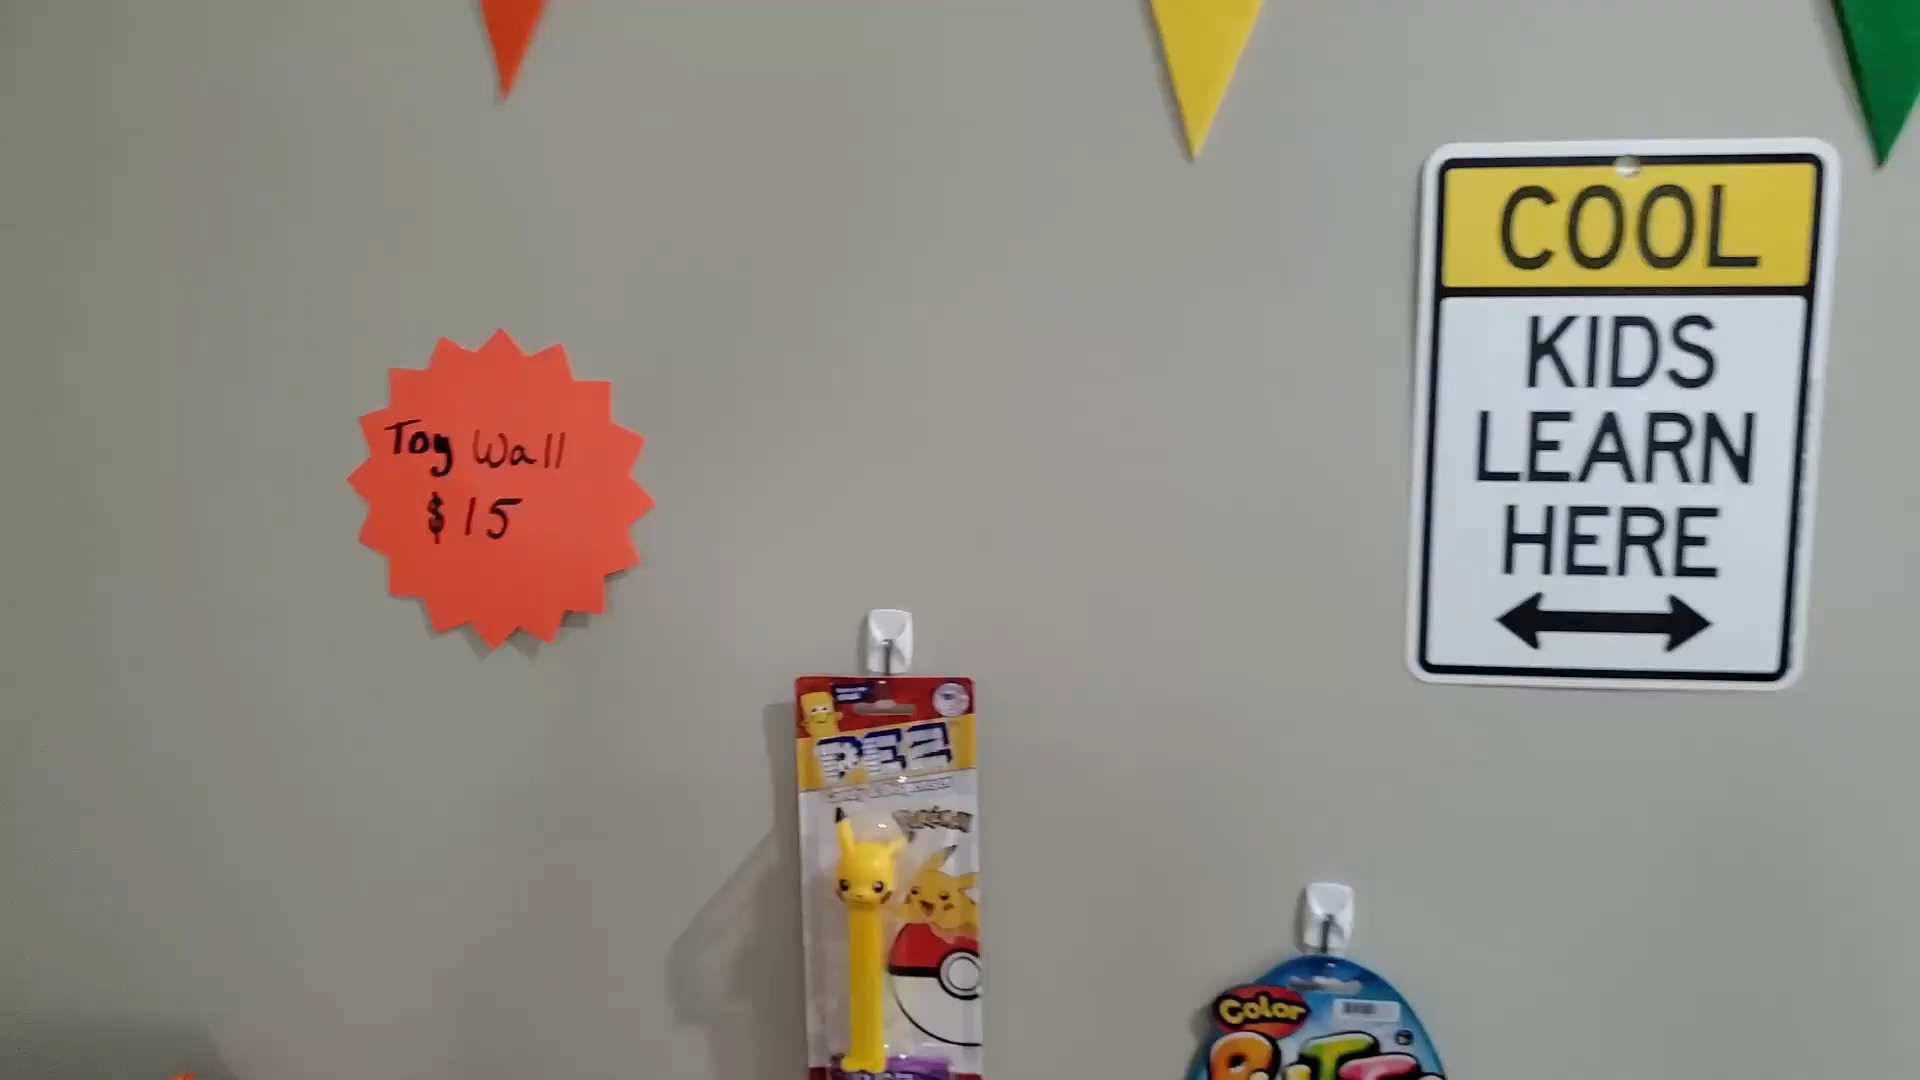 COOL
KIDS
LEARN
HERE
Toy Wall
$15
PEZ
Pokémon
Color